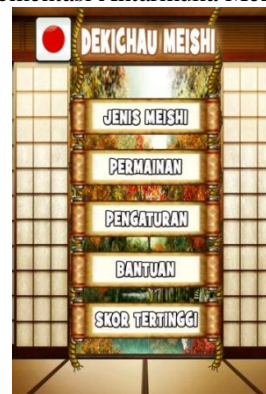 DEKICHAU MEISHI
JENIS MEISHI
PERMAINAN
PENGATURAN
BANTUAN
SKOR TERTINGGI